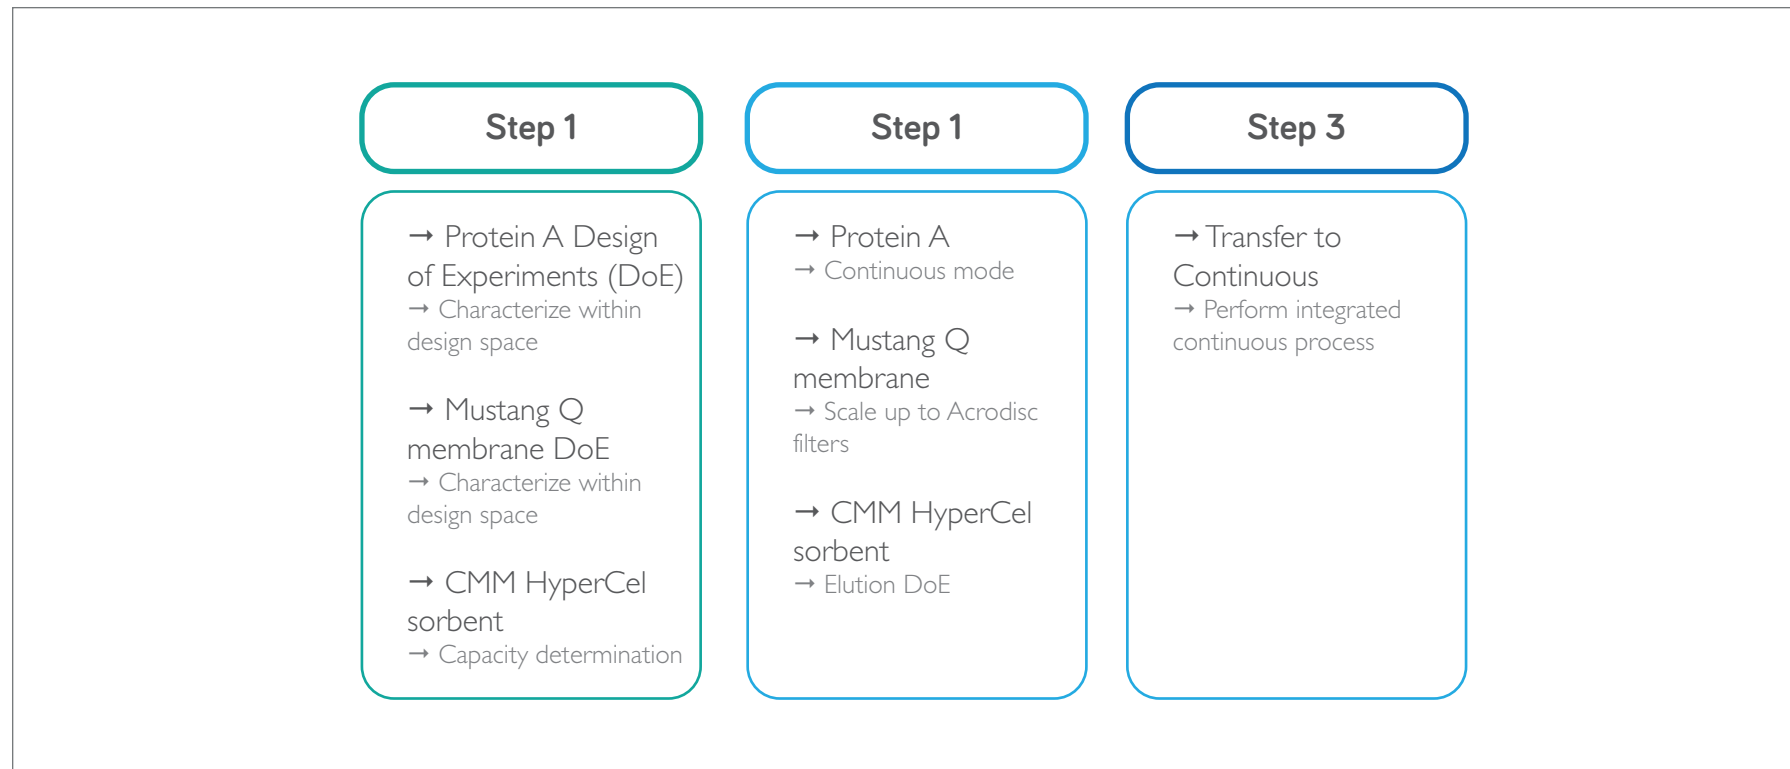 Step 1
→ Protein A Design
of Experiments (DoE)
→ Characterize within
design space
→ Mustang Q
membrane DoE
→ Characterize within
design space
→ CMM HyperCel
sorbent
→ Capacity determination
Step 1
→ Protein A
→ Continuous mode
→ Mustang Q
membrane
→ Scale up to Acrodisc
filters
→ CMM HyperCel
sorbent
→ Elution DoE
Step 3
→ Transfer to
Continuous
→ Perform integrated
continuous process